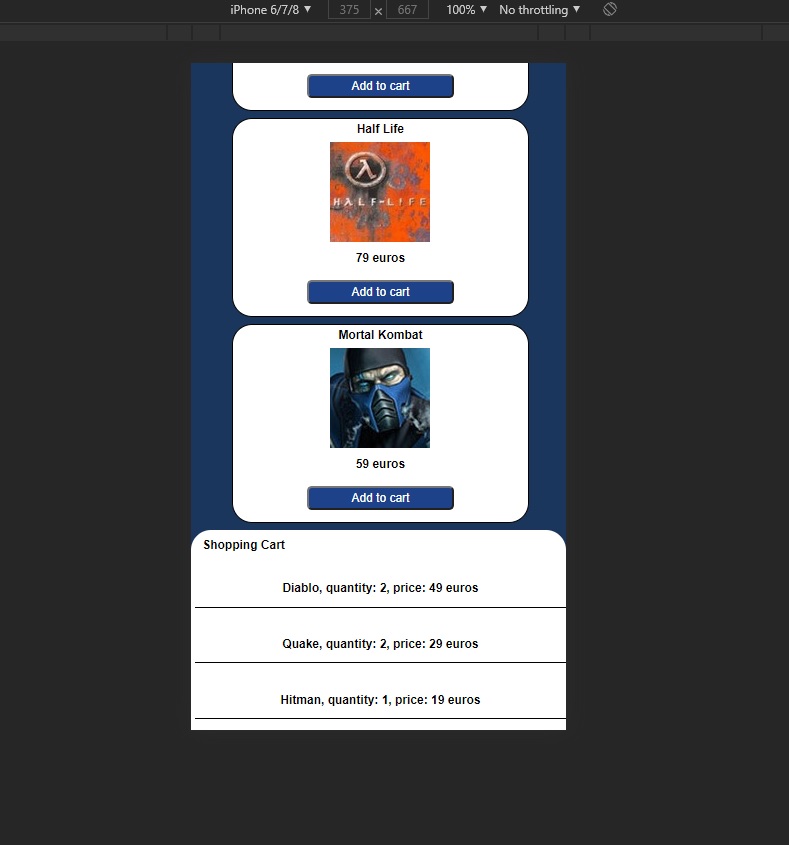 iPhone 6/7/8 ▼ 375 × 667 100% ▼ No throttling ▼
Add to cart
Half Life
HλLF-LIFE
79 euros
Add to cart
Mortal Kombat
59 euros
Add to cart
Shopping Cart
Diablo, quantity: 2, price: 49 euros
Quake, quantity: 2, price: 29 euros
Hitman, quantity: 1, price: 19 euros